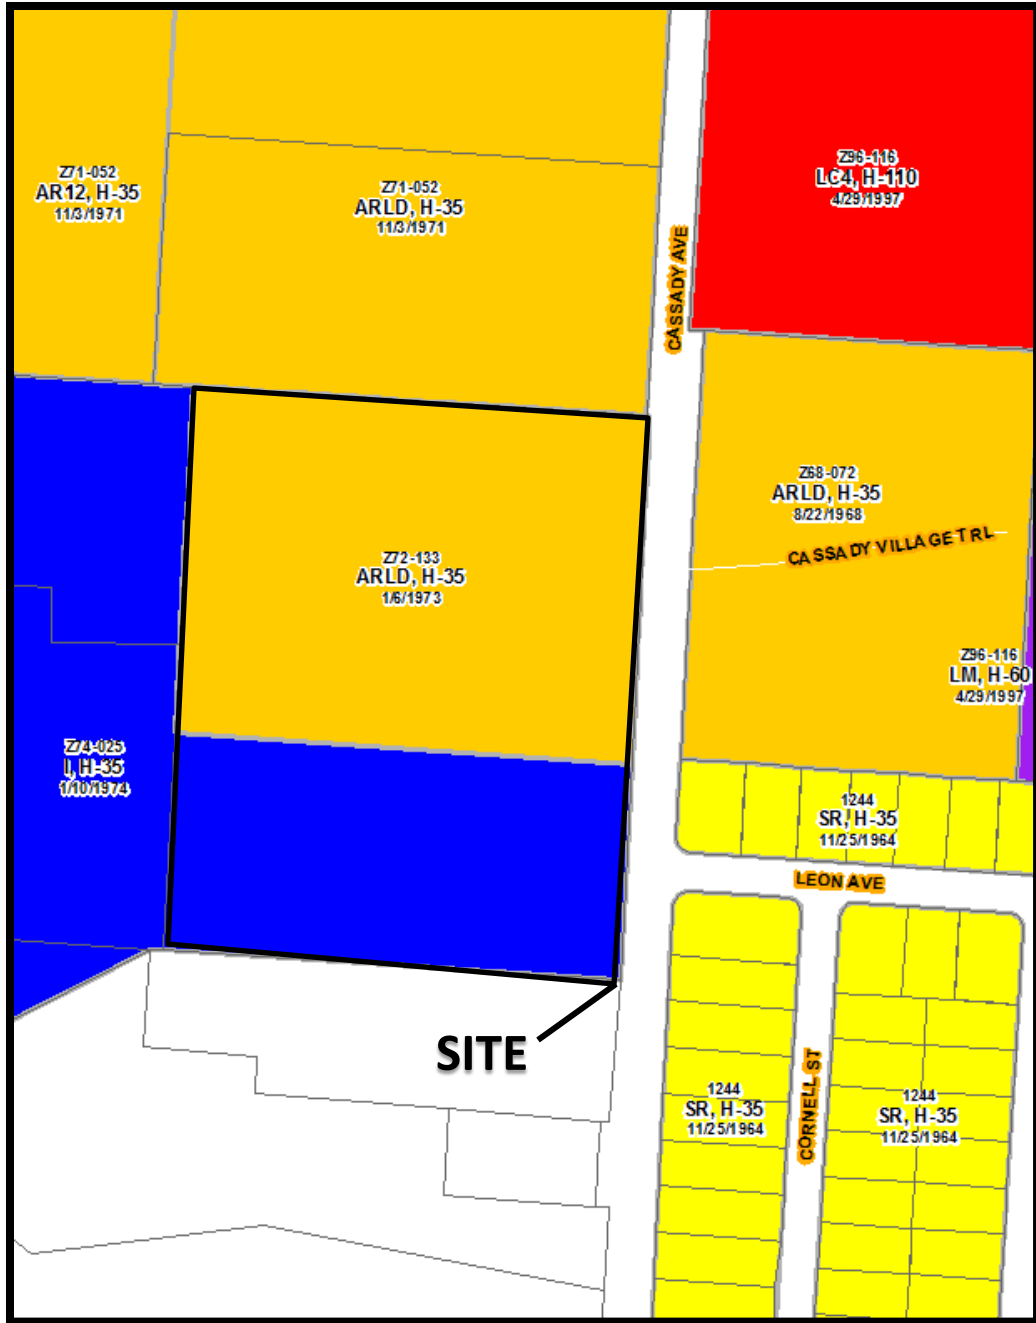 Z96-116
LC4, H-110
4/29/1997
Z71-052
AR12, H-35
11/3/1971
Z71-052
ARLD, H-35
11/3/1971
CASSADY AVE
Z68-072
ARLD, H-35
8/22/1968
CASSADY VILLAGE TRL
Z72-133
ARLD, H-35
1/6/1973
Z96-116
LM, H-60
4/29/1997
Z74-025
I, H-35
1/10/1974
1244
SR, H-35
11/25/1964
LEON AVE
SITE
CORNELL ST
1244
SR, H-35
11/25/1964
1244
SR, H-35
11/25/1964